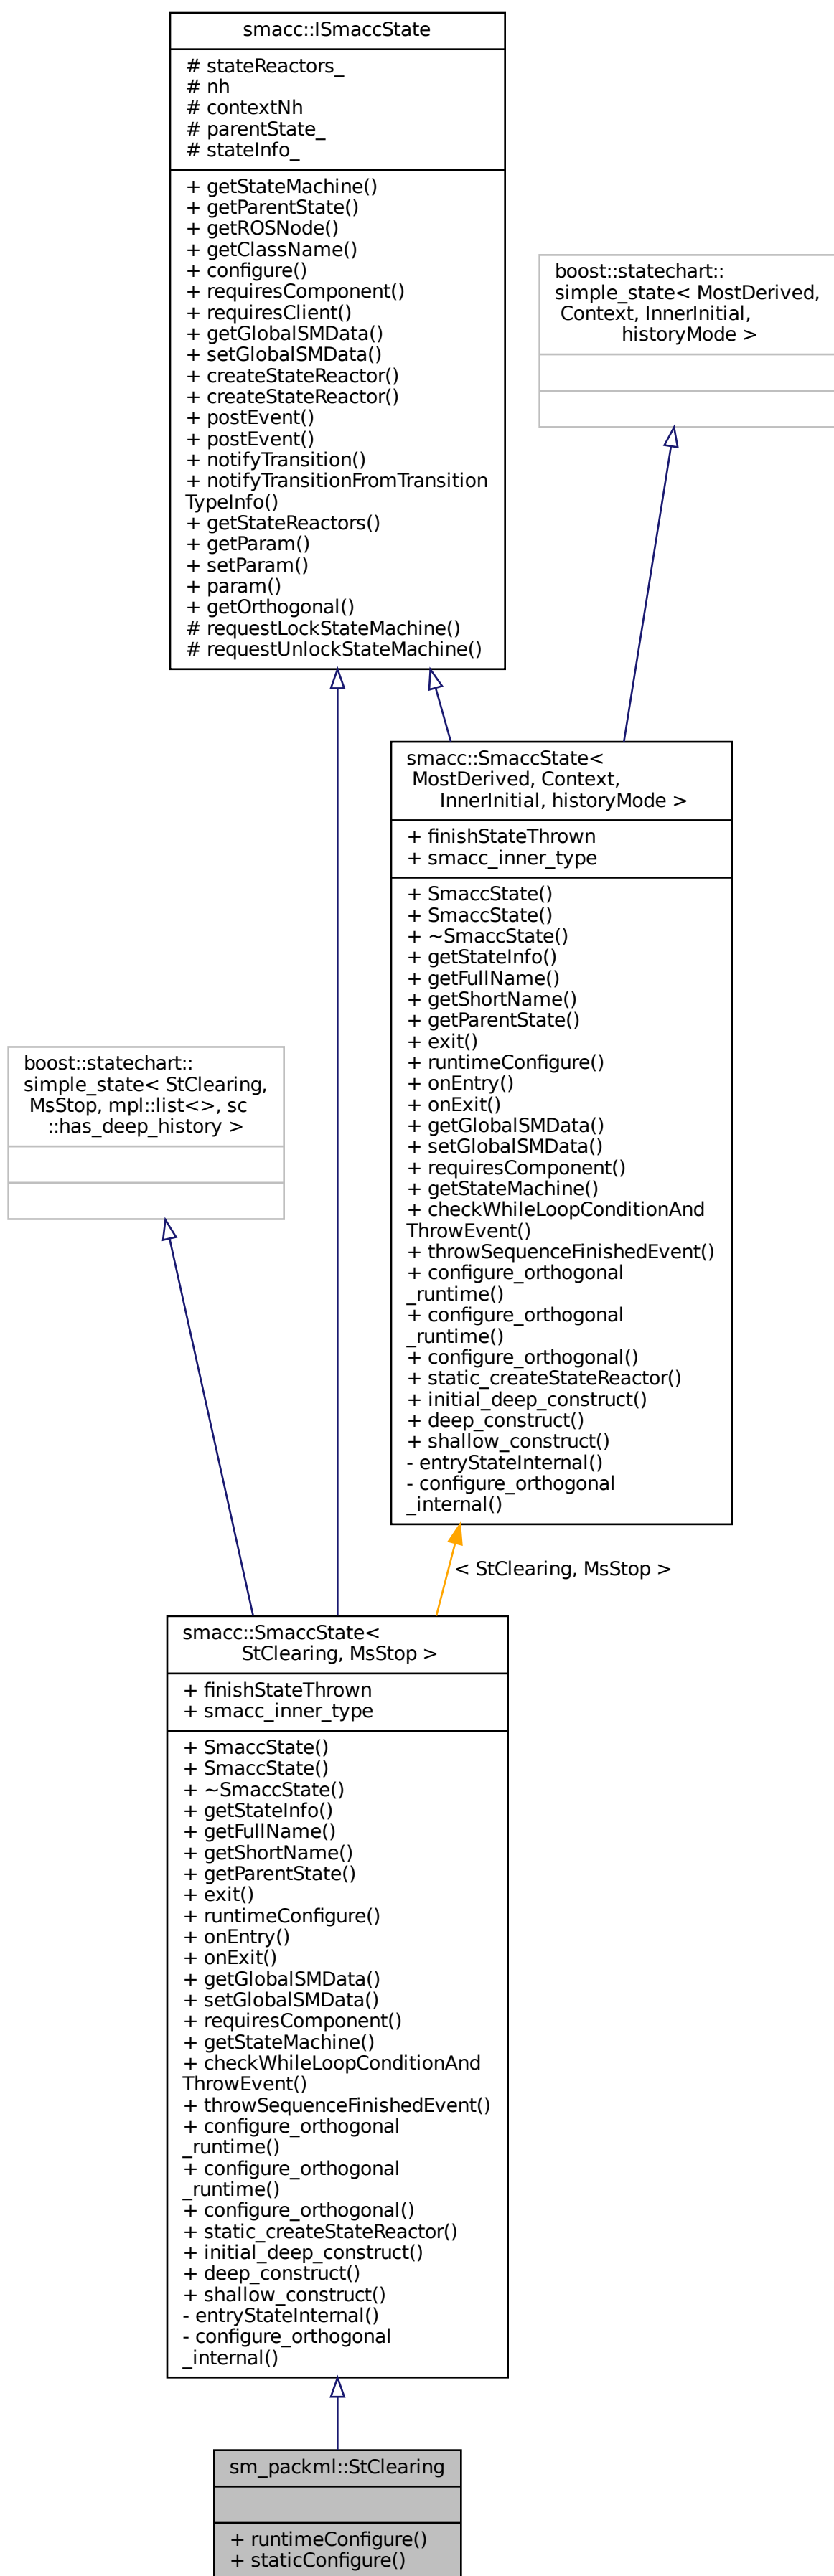 smacc::ISmaccState
# stateReactors_
# nh
# contextNh
# parentState_
# stateInfo_
+ getStateMachine()
+ getParentState()
+ getROSNode()
+ getClassName()
+ configure()
+ requiresComponent()
+ requiresClient()
+ getGlobalSMData()
+ setGlobalSMData()
+ createStateReactor()
+ createStateReactor()
+ postEvent()
+ postEvent()
+ notifyTransition()
+ notifyTransitionFromTransition
TypeInfo()
+ getStateReactors()
+ getParam()
+ setParam()
+ param()
+ getOrthogonal()
# requestLockStateMachine()
# requestUnlockStateMachine()
boost::statechart::
simple_state< MostDerived,
Context, InnerInitial,
historyMode >
smacc::SmaccState<
MostDerived, Context,
InnerInitial, historyMode >
+ finishStateThrown
+ smacc_inner_type
+ SmaccState()
+ SmaccState()
+ ~SmaccState()
+ getStateInfo()
+ getFullName()
+ getShortName()
+ getParentState()
+ exit()
+ runtimeConfigure()
+ onEntry()
+ onExit()
+ getGlobalSMData()
+ setGlobalSMData()
+ requiresComponent()
+ getStateMachine()
+ checkWhileLoopConditionAnd
ThrowEvent()
+ throwSequenceFinishedEvent()
+ configure_orthogonal
_runtime()
+ configure_orthogonal
_runtime()
+ configure_orthogonal()
+ static_createStateReactor()
+ initial_deep_construct()
+ deep_construct()
+ shallow_construct()
- entryStateInternal()
- configure_orthogonal
_internal()
boost::statechart::
simple_state< StClearing,
MsStop, mpl::list<>, sc
::has_deep_history >
< StClearing, MsStop >
smacc::SmaccState<
StClearing, MsStop >
+ finishStateThrown
+ smacc_inner_type
+ SmaccState()
+ SmaccState()
+ ~SmaccState()
+ getStateInfo()
+ getFullName()
+ getShortName()
+ getParentState()
+ exit()
+ runtimeConfigure()
+ onEntry()
+ onExit()
+ getGlobalSMData()
+ setGlobalSMData()
+ requiresComponent()
+ getStateMachine()
+ checkWhileLoopConditionAnd
ThrowEvent()
+ throwSequenceFinishedEvent()
+ configure_orthogonal
_runtime()
+ configure_orthogonal
_runtime()
+ configure_orthogonal()
+ static_createStateReactor()
+ initial_deep_construct()
+ deep_construct()
+ shallow_construct()
- entryStateInternal()
- configure_orthogonal
_internal()
sm_packml::StClearing
+ runtimeConfigure()
+ staticConfigure()